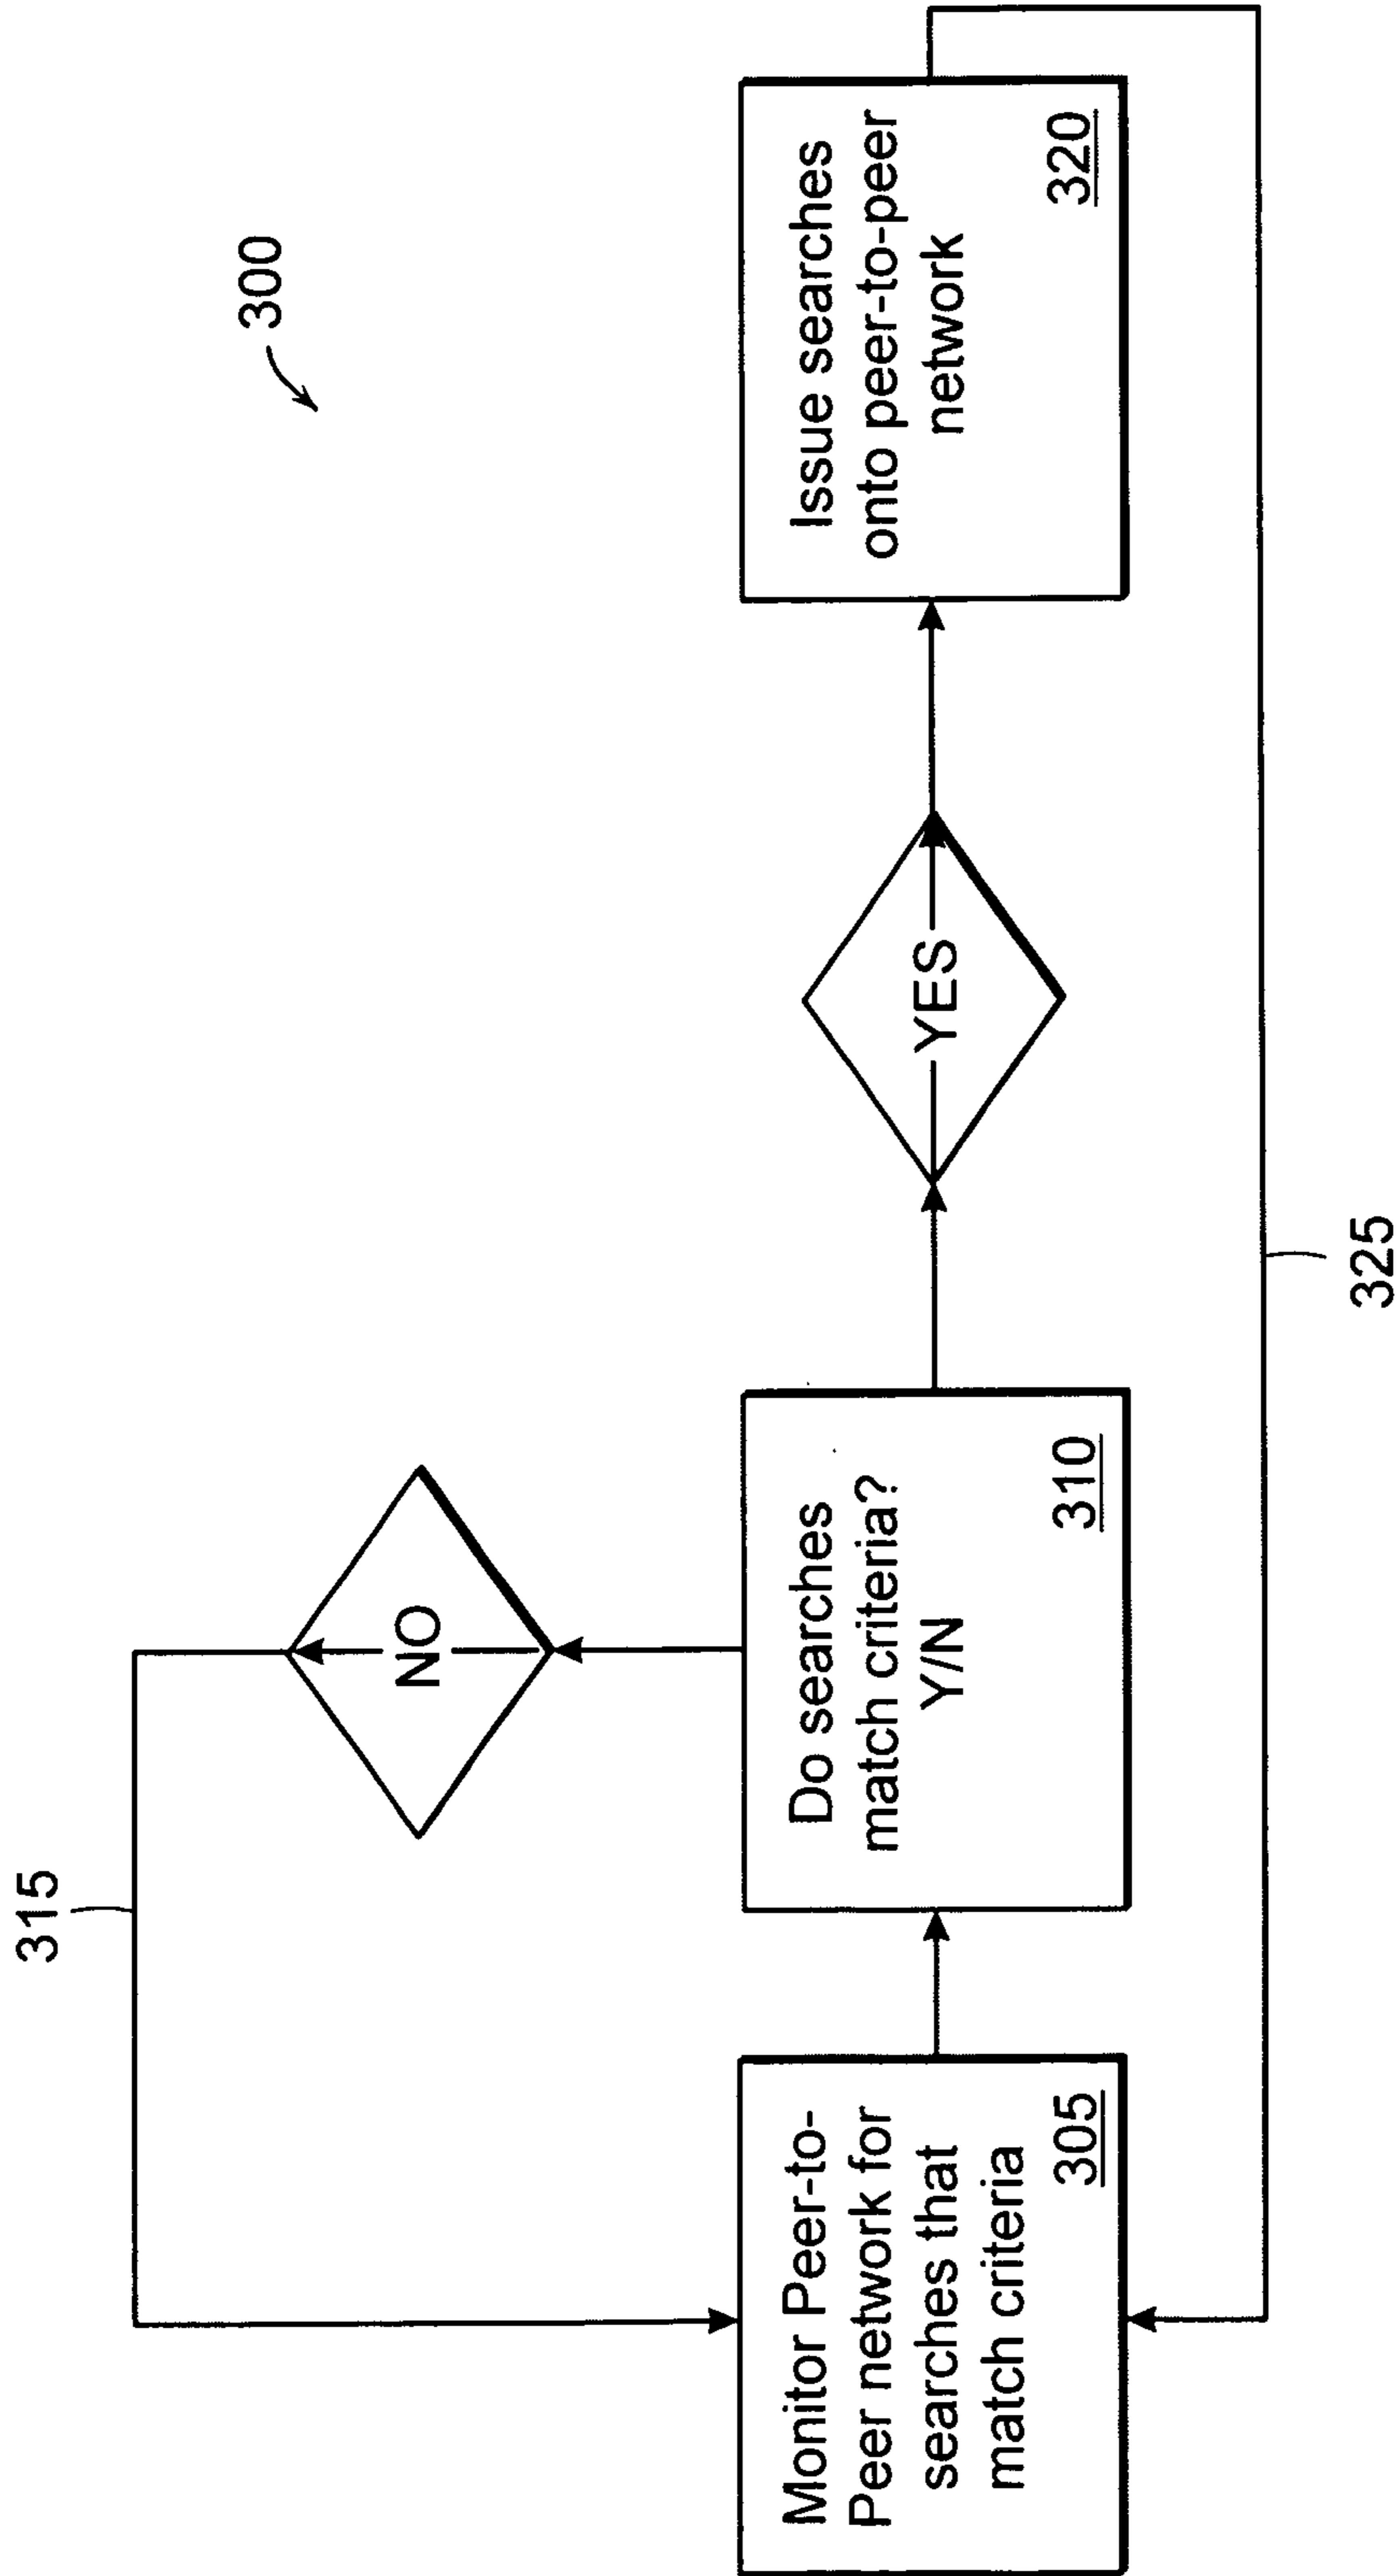 300
315
NO
Monitor Peer-to-
Peer network for
searches that
match criteria
305
Do searches
match criteria?
Y/N
310
YES
Issue searches
onto peer-to-peer
network
320
325